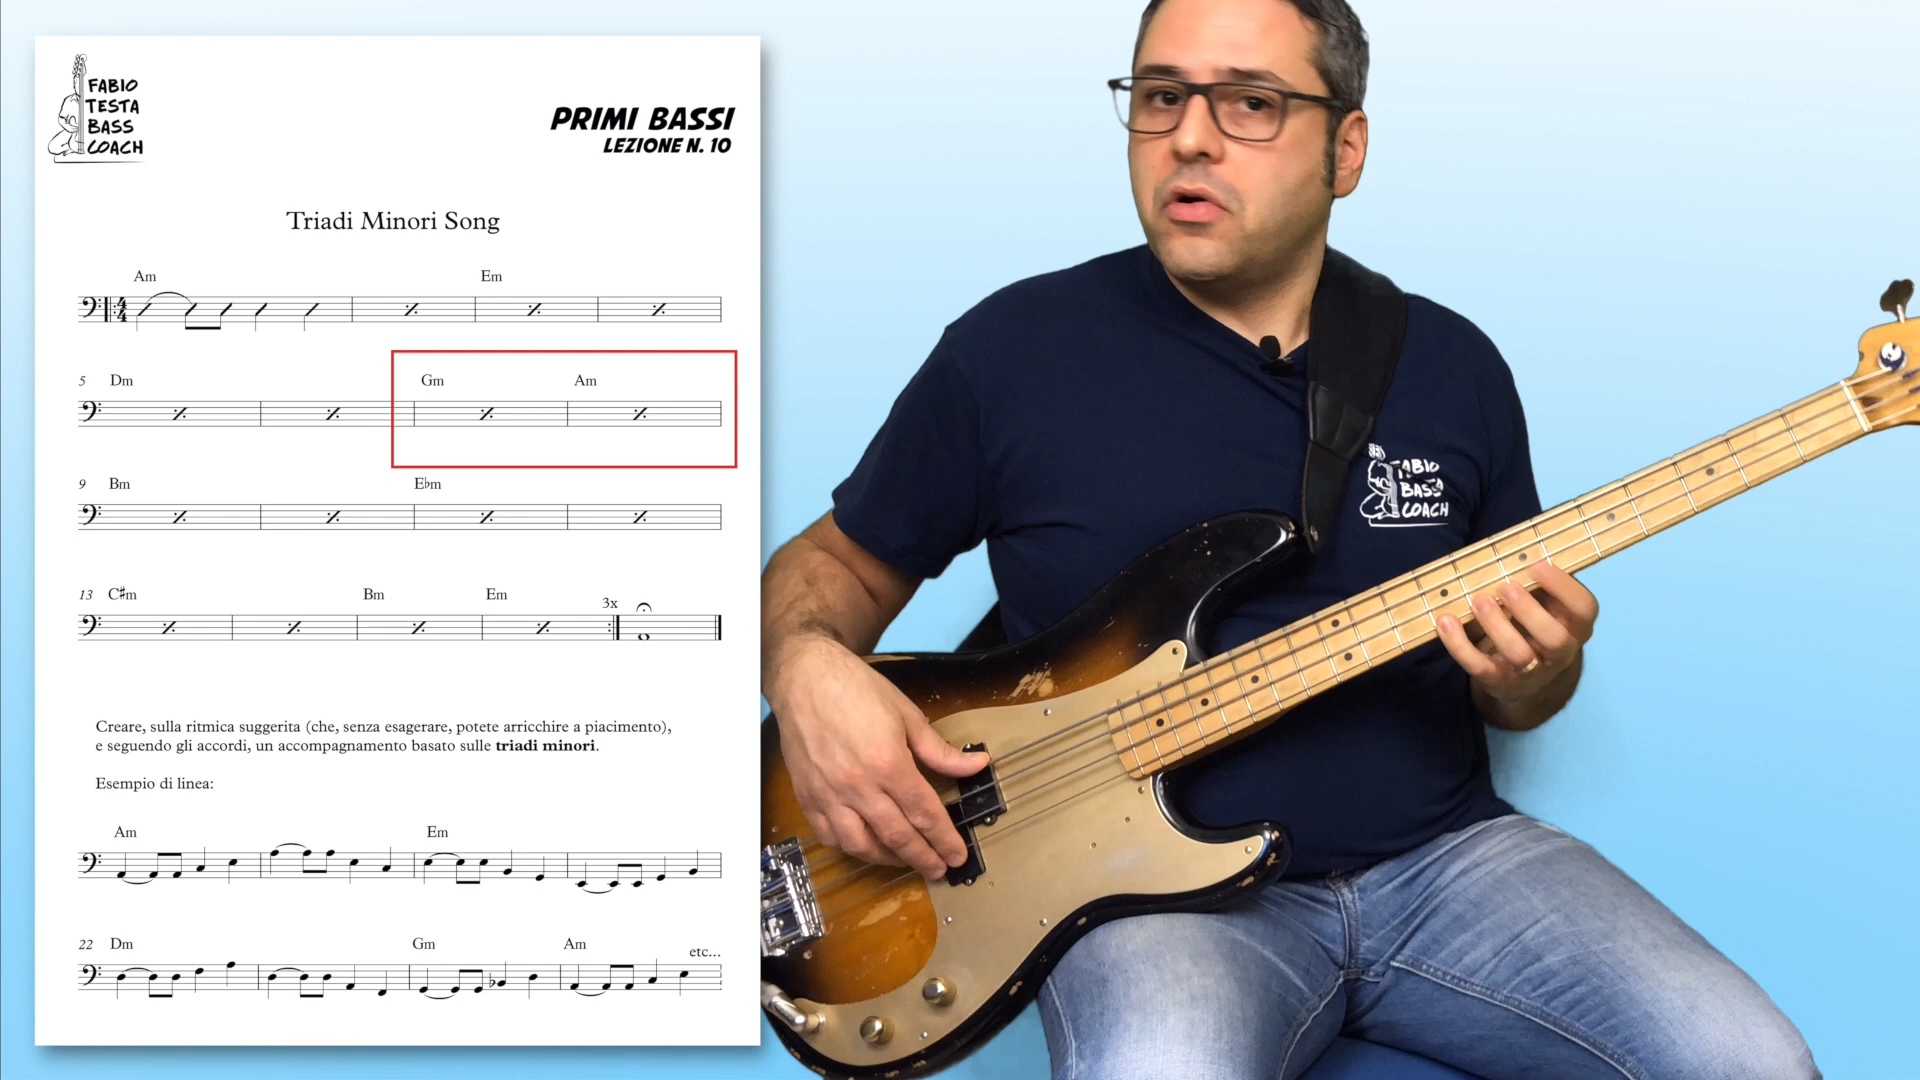 FABIO
TESTA
BASS
COACH
PRIMI BASSI
LEZIONE N. 10
Triadi Minori Song
Am Em
4
4
5 Dm Gm Am
9 Bm E♭m
13 C♯m Bm Em 3x
Creare, sulla ritmica suggerita (che, senza esagerare, potete arricchire a piacimento),
e seguendo gli accordi, un accompagnamento basato sulle triadi minori.
Esempio di linea:
Am Em
22 Dm Gm Am etc...
FABIO
BASS
COACH